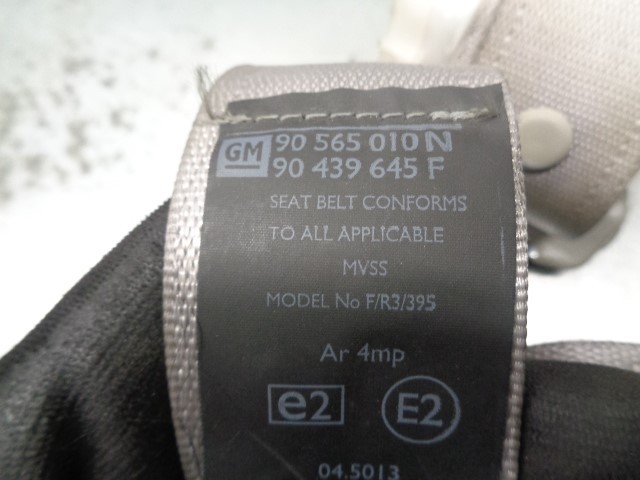 GM 90 565 010 N
90 439 645 F
SEAT BELT CONFORMS
TO ALL APPLICABLE
MVSS
MODEL No F/R3/395
Ar 4mp
e2 E2
04.5013